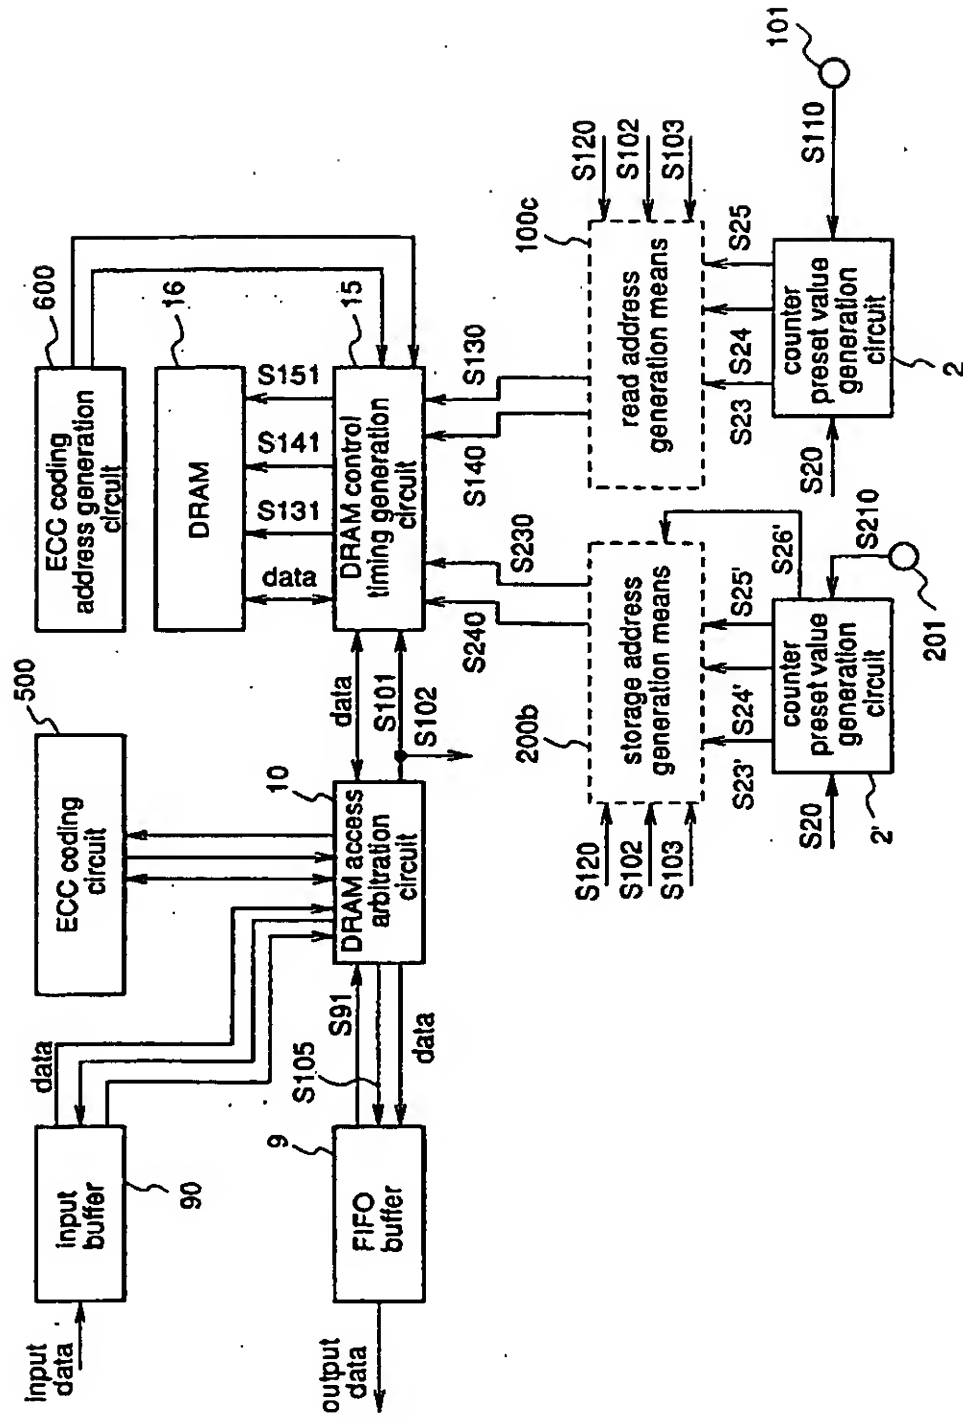 input
data
input
buffer
90
data
ECC coding
circuit
500
ECC coding
address generation
circuit
600
DRAM
16
output
data
FIFO
buffer
9
S91
S105
data
DRAM access
arbitration
circuit
10
data
S101
S102
DRAM control
timing generation
circuit
15
data
S131
S141
S151
S240
S230
S140
S130
S120
S102
S103
storage address
generation means
200b
read address
generation means
100c
S120
S102
S103
S23'
S24'
S25'
S26'
S23
S24
S25
S20
counter
preset value
generation
circuit
2'
S210
201
S20
counter
preset value
generation
circuit
2
S110
101